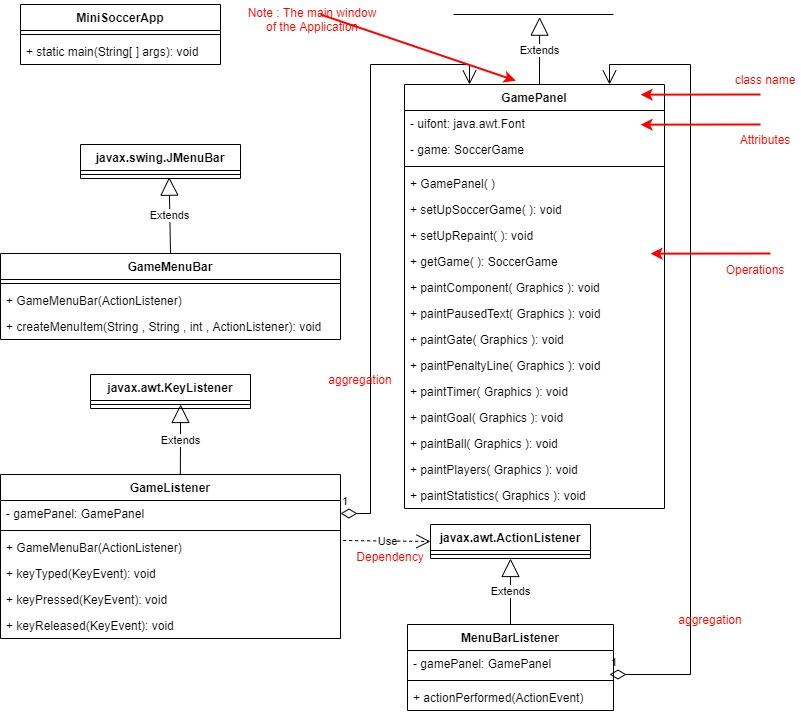 MiniSoccerApp
+ static main(String[ ] args): void
Note : The main window
of the Application
Extends
GamePanel
- uifont: java.awt.Font
- game: SoccerGame
+ GamePanel( )
+ setUpSoccerGame( ): void
+ setUpRepaint( ): void
+ getGame( ): SoccerGame
+ paintComponent( Graphics ): void
+ paintPausedText( Graphics ): void
+ paintGate( Graphics ): void
+ paintPenaltyLine( Graphics ): void
+ paintTimer( Graphics ): void
+ paintGoal( Graphics ): void
+ paintBall( Graphics ): void
+ paintPlayers( Graphics ): void
+ paintStatistics( Graphics ): void
class name
Attributes
Operations
javax.swing.JMenuBar
Extends
GameMenuBar
+ GameMenuBar(ActionListener)
+ createMenuItem(String , String , int , ActionListener): void
aggregation
javax.awt.KeyListener
Extends
GameListener
- gamePanel: GamePanel
+ GameMenuBar(ActionListener)
+ keyTyped(KeyEvent): void
+ keyPressed(KeyEvent): void
+ keyReleased(KeyEvent): void
1
Use
Dependency
javax.awt.ActionListener
Extends
MenuBarListener
- gamePanel: GamePanel
+ actionPerformed(ActionEvent)
1
aggregation